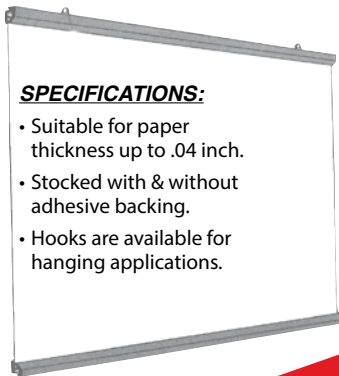 SPECIFICATIONS:
• Suitable for paper
thickness up to .04 inch.
• Stocked with & without
adhesive backing.
• Hooks are available for
hanging applications.